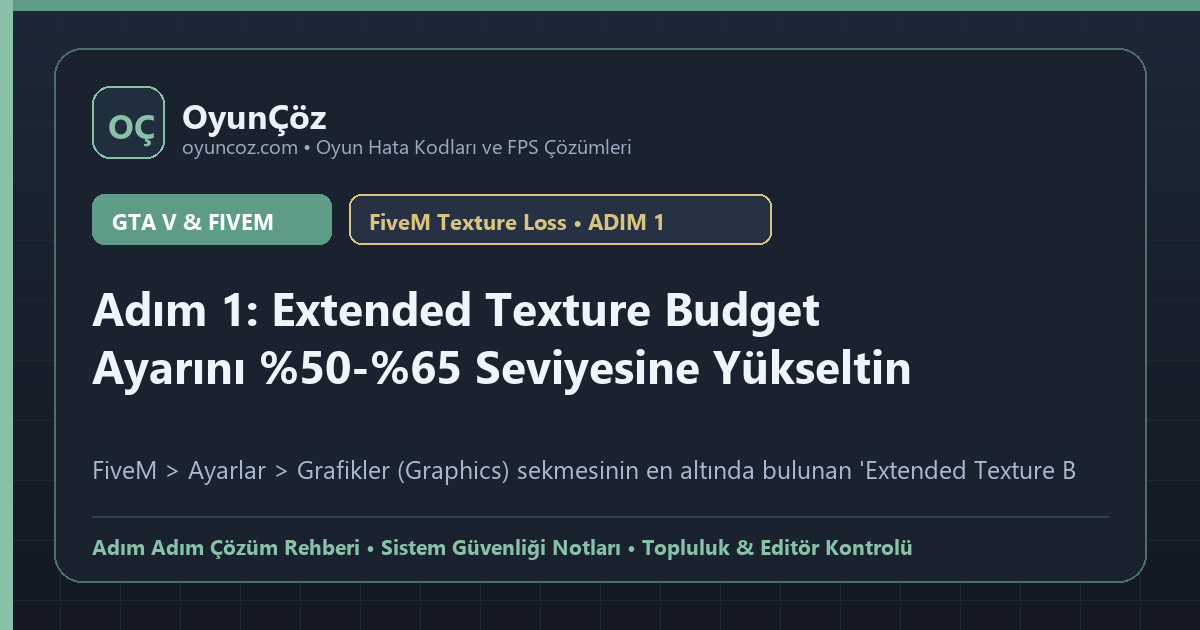 OÇ
OyunÇöz
oyuncoz.com • Oyun Hata Kodları ve FPS Çözümleri
GTA V & FIVEM
FiveM Texture Loss • ADIM 1
Adım 1: Extended Texture Budget
Ayarını %50-%65 Seviyesine Yükseltin
FiveM > Ayarlar > Grafikler (Graphics) sekmesinin en altında bulunan 'Extended Texture B
Adım Adım Çözüm Rehberi • Sistem Güvenliği Notları • Topluluk & Editör Kontrolü